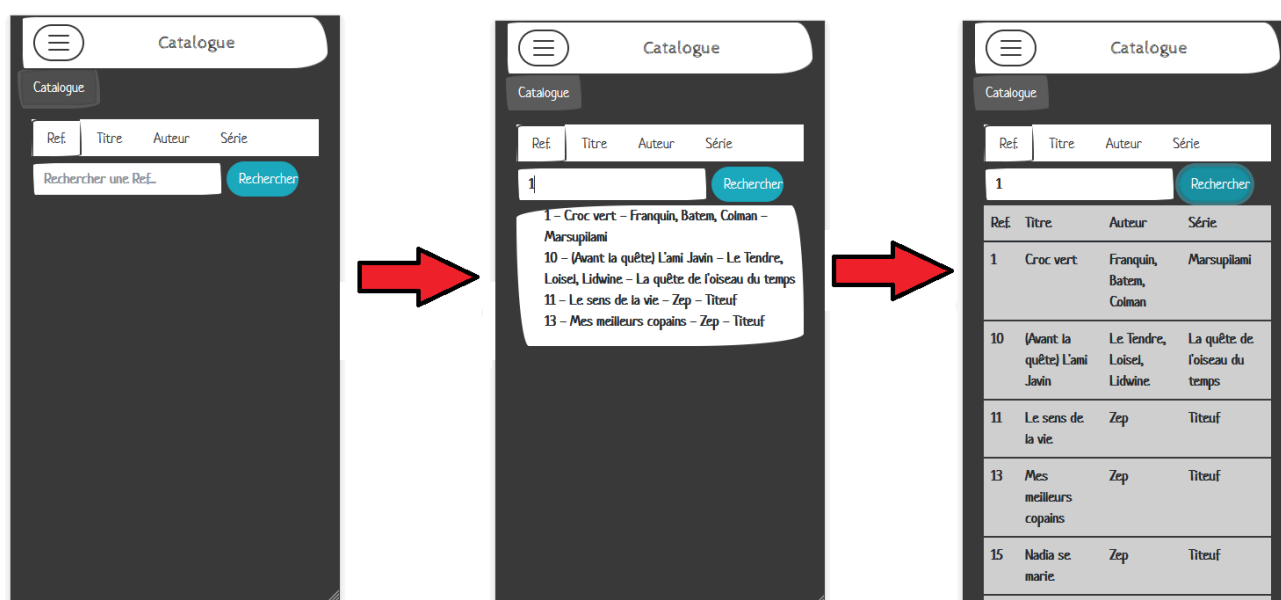 Catalogue
Catalogue
Ref. Titre Auteur Série
Rechercher une Ref... Rechercher
Catalogue
Catalogue
Ref. Titre Auteur Série
1 Rechercher
1 – Croc vert – Franquin, Batem, Colman –
Marsupilami
10 – (Avant la quête) L'ami Javin – Le Tendre,
Loisel, Lidwine – La quête de l'oiseau du temps
11 – Le sens de la vie – Zep – Titeuf
13 – Mes meilleurs copains – Zep – Titeuf
Catalogue
Catalogue
Ref. Titre Auteur Série
1 Rechercher
Ref. Titre Auteur Série
1 Croc vert Franquin, Marsupilami
Batem,
Colman
10 (Avant la Le Tendre, La quête de
quête) L'ami Loisel, l'oiseau du
Javin Lidwine temps
11 Le sens de Zep Titeuf
la vie
13 Mes Zep Titeuf
meilleurs
copains
15 Nadia se Zep Titeuf
marie